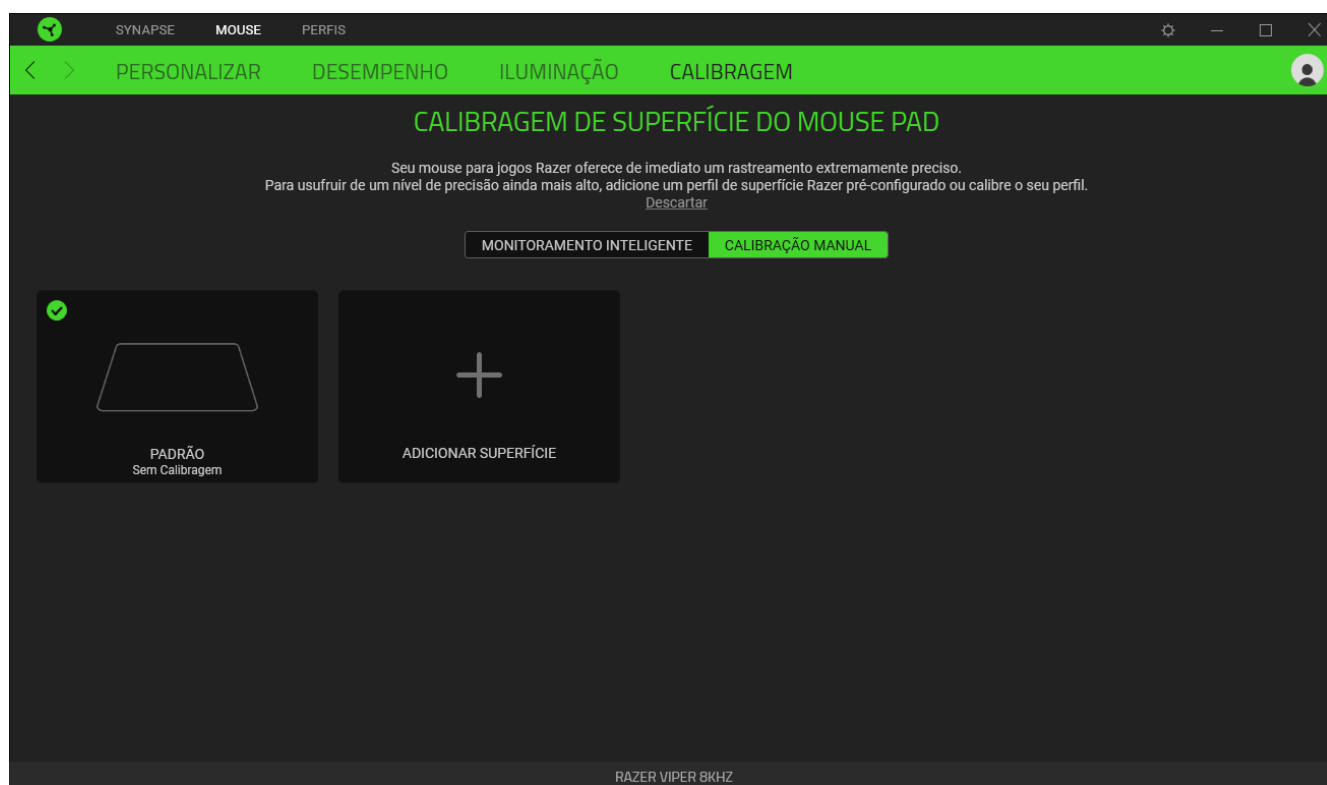 SYNAPSE MOUSE PERFIS
PERSONALIZAR DESEMPENHO ILUMINAÇÃO CALIBRAGEM
CALIBRAGEM DE SUPERFÍCIE DO MOUSE PAD
Seu mouse para jogos Razer oferece de imediato um rastreamento extremamente preciso.
Para usufruir de um nível de precisão ainda mais alto, adicione um perfil de superfície Razer pré-configurado ou calibre o seu perfil.
Descartar
MONITORAMENTO INTELIGENTE CALIBRAÇÃO MANUAL
PADRÃO
Sem Calibragem
ADICIONAR SUPERFÍCIE
RAZER VIPER 8KHZ